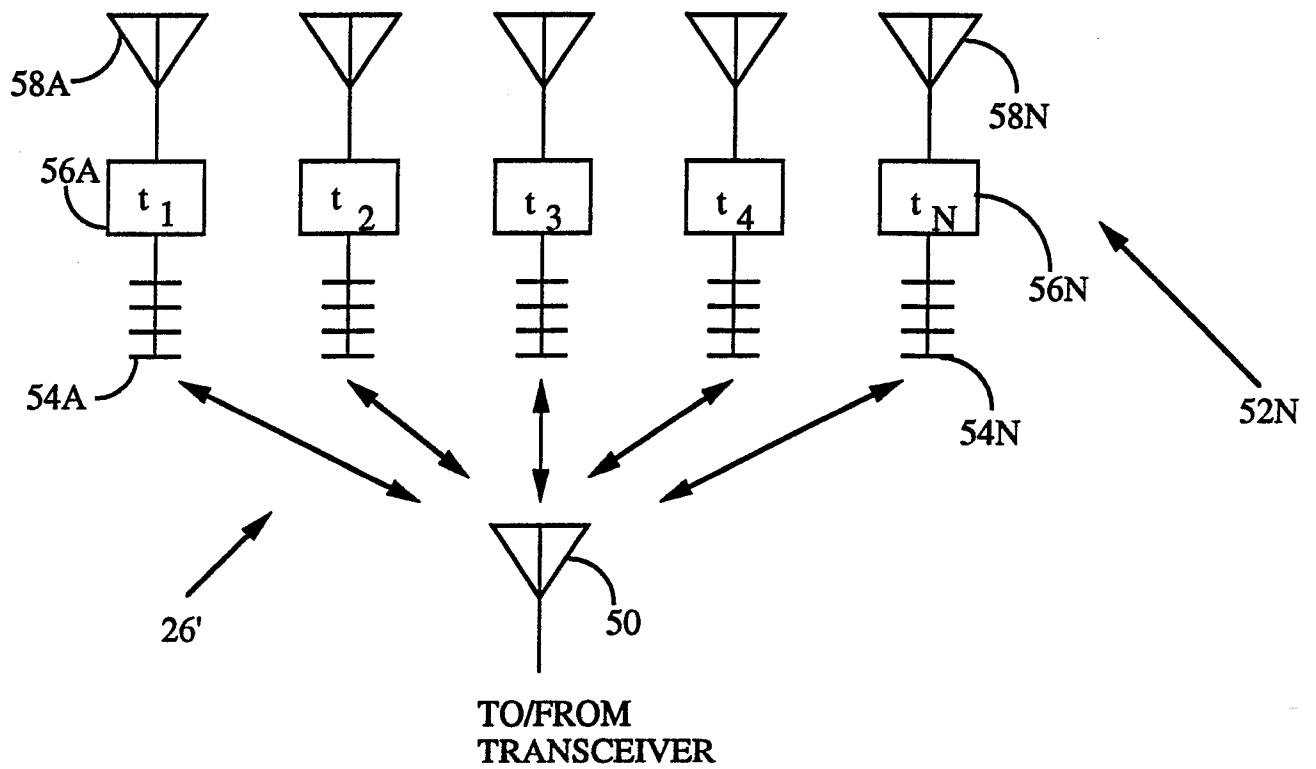 58A
58N
56A
t 1
t 2
t 3
t 4
t N
56N
54A
54N
52N
26'
50
TO/FROM
TRANSCEIVER